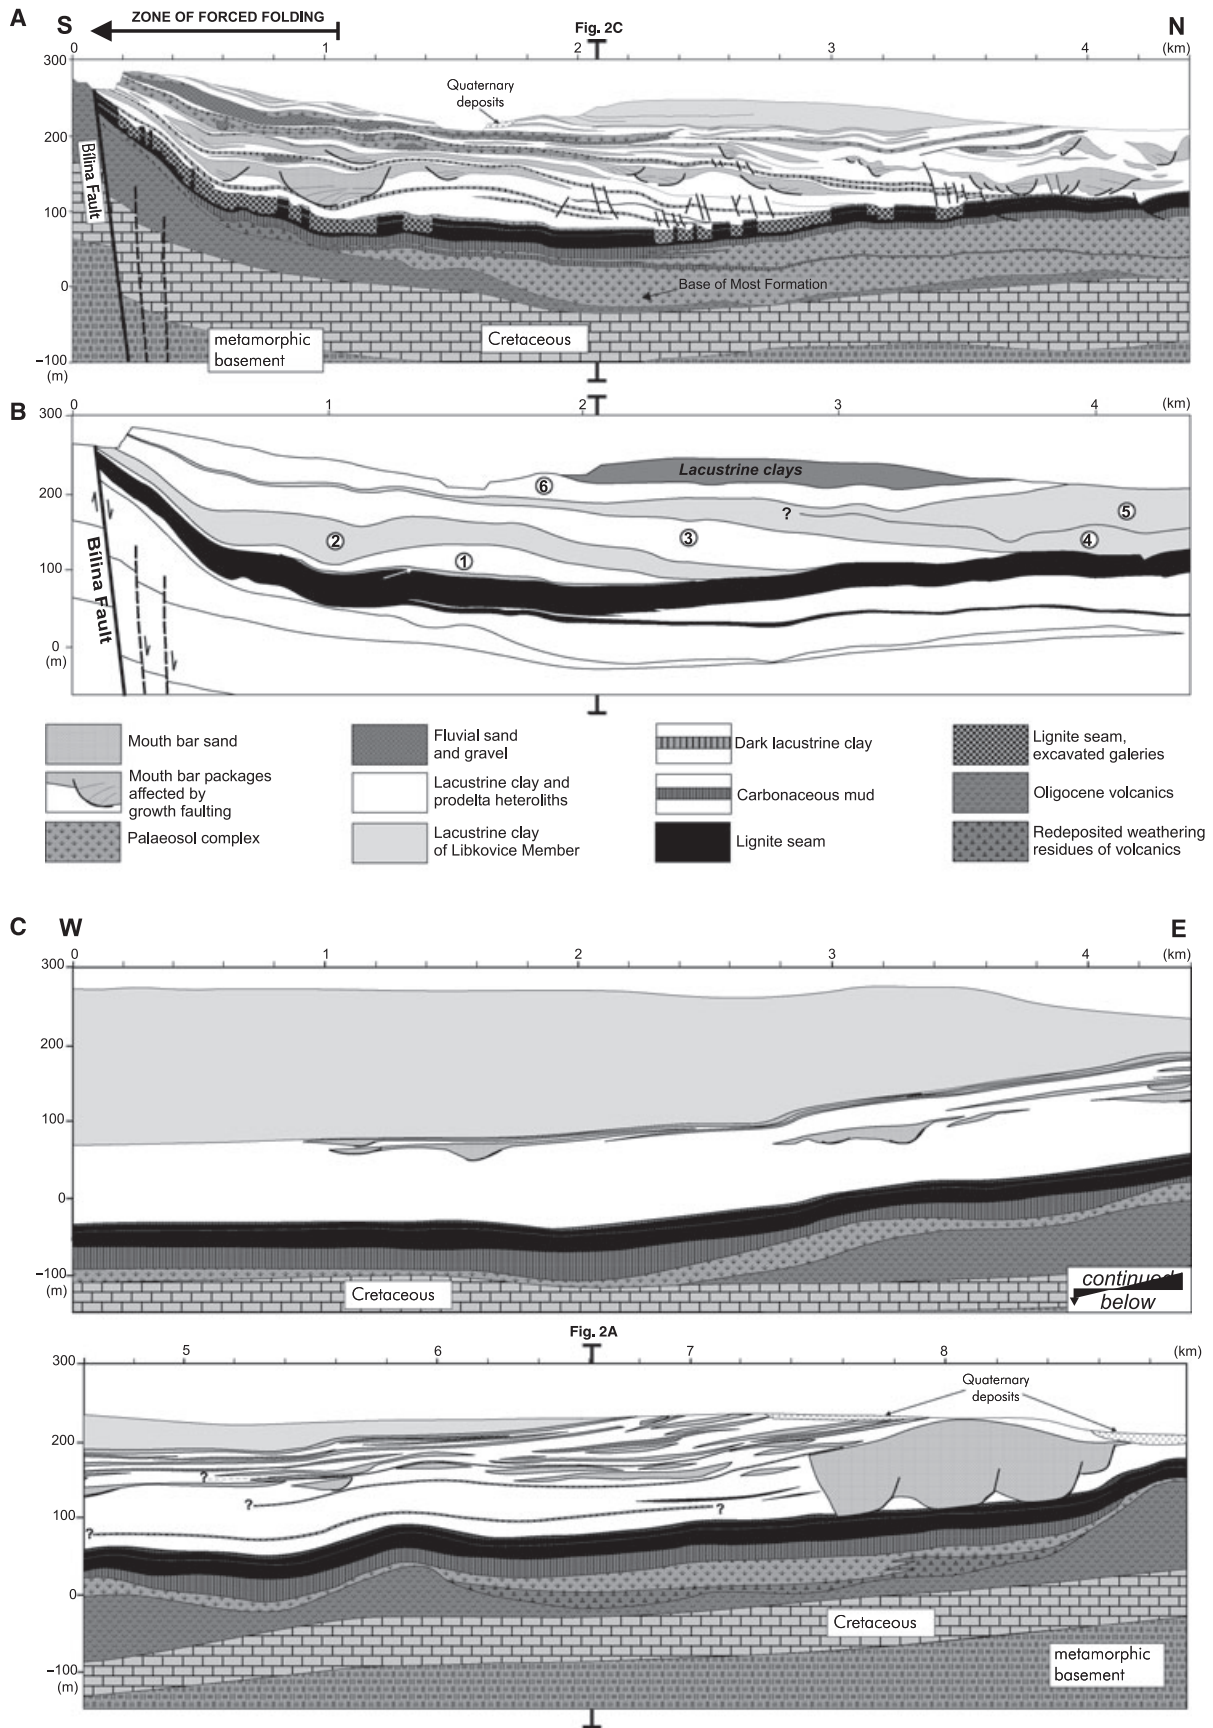 A
S
ZONE OF FORCED FOLDING
Fig. 2C
N
0 1 2 3 4 (km)
300
200
100
0
−100
(m)
Quaternary
deposits
Bílina Fault
Base of Most Formation
metamorphic
basement
Cretaceous
B
0 1 2 3 4 (km)
300
200
100
0
(m)
Lacustrine clays
6
5
?
3
4
2
1
Bílina Fault
Mouth bar sand
Mouth bar packages
affected by
growth faulting
Palaeosol complex
Fluvial sand
and gravel
Lacustrine clay and
prodelta heteroliths
Lacustrine clay
of Libkovice Member
Dark lacustrine clay
Carbonaceous mud
Lignite seam
Lignite seam,
excavated galeries
Oligocene volcanics
Redeposited weathering
residues of volcanics
C
W
E
0 1 2 3 4 (km)
300
200
100
0
−100
(m)
Cretaceous
continued
below
Fig. 2A
5 6 7 8 (km)
300
200
100
0
−100
(m)
Quaternary
deposits
?
?
?
?
Cretaceous
metamorphic
basement